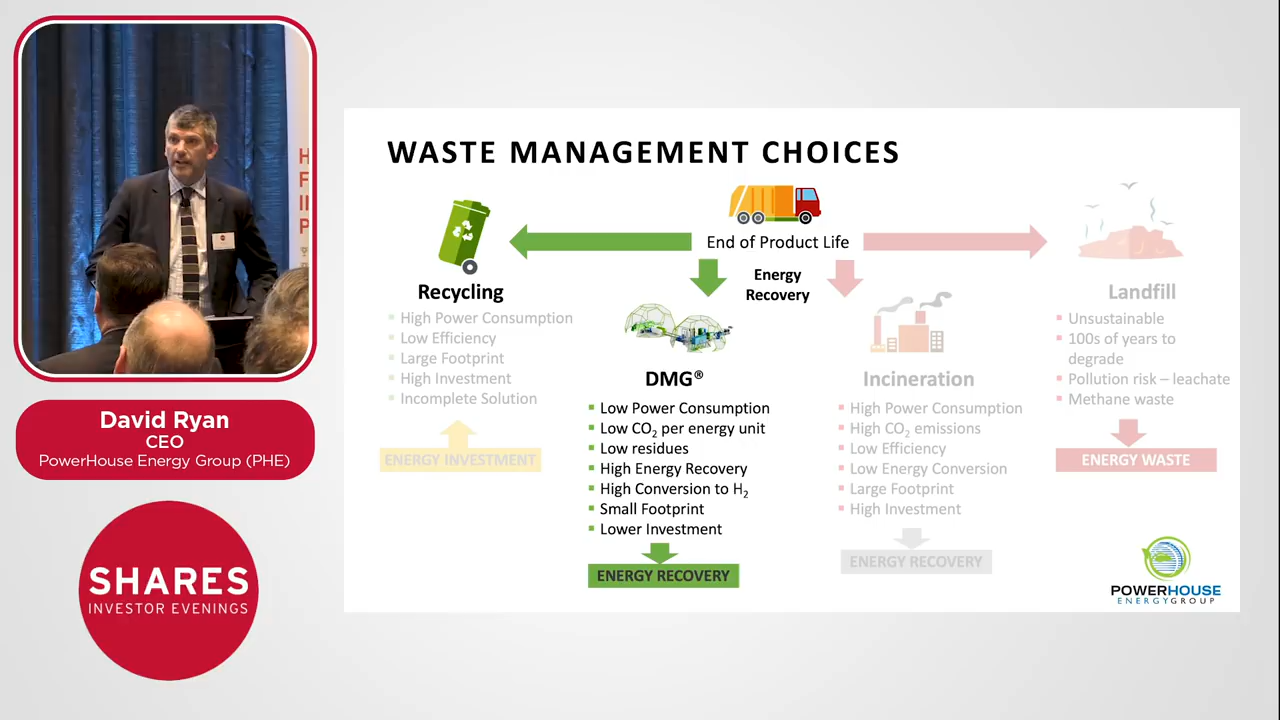 H
F
II
P
David Ryan
CEO
PowerHouse Energy Group (PHE)
SHARES
INVESTOR EVENINGS
WASTE MANAGEMENT CHOICES
End of Product Life
Energy
Recovery
Recycling
High Power Consumption
Low Efficiency
Large Footprint
High Investment
Incomplete Solution
ENERGY INVESTMENT
DMG®
Low Power Consumption
Low CO₂ per energy unit
Low residues
High Energy Recovery
High Conversion to H₂
Small Footprint
Lower Investment
ENERGY RECOVERY
Incineration
High Power Consumption
High CO₂ emissions
Low Efficiency
Low Energy Conversion
Large Footprint
High Investment
ENERGY RECOVERY
Landfill
Unsustainable
100s of years to
degrade
Pollution risk – leachate
Methane waste
ENERGY WASTE
POWERHOUSE
ENERGYGROUP